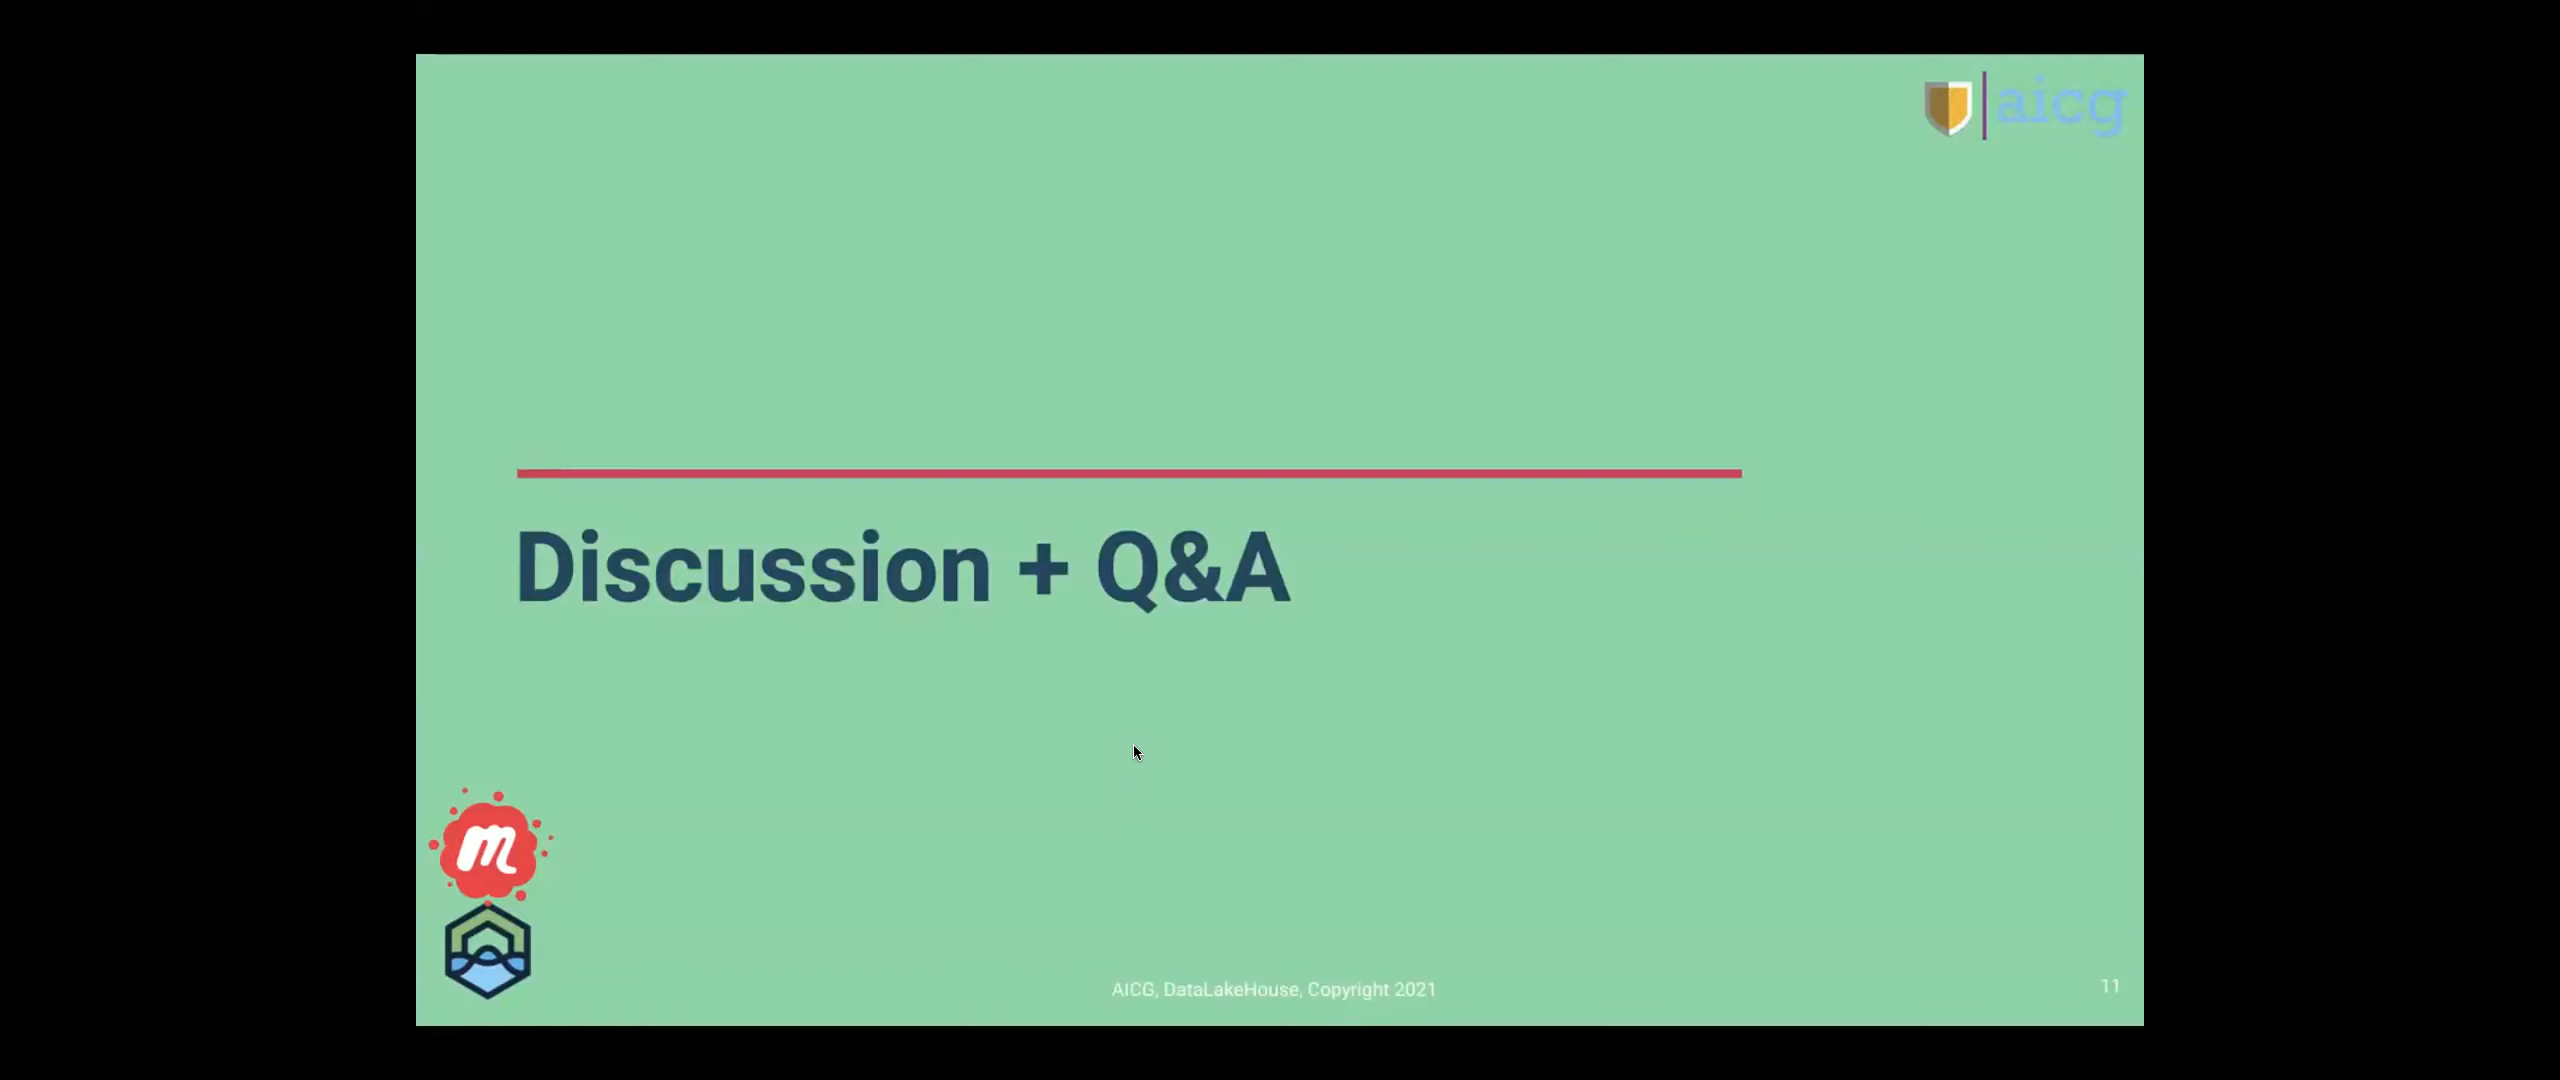 aicg
Discussion + Q&A
m
AICG, DataLakeHouse, Copyright 2021
11